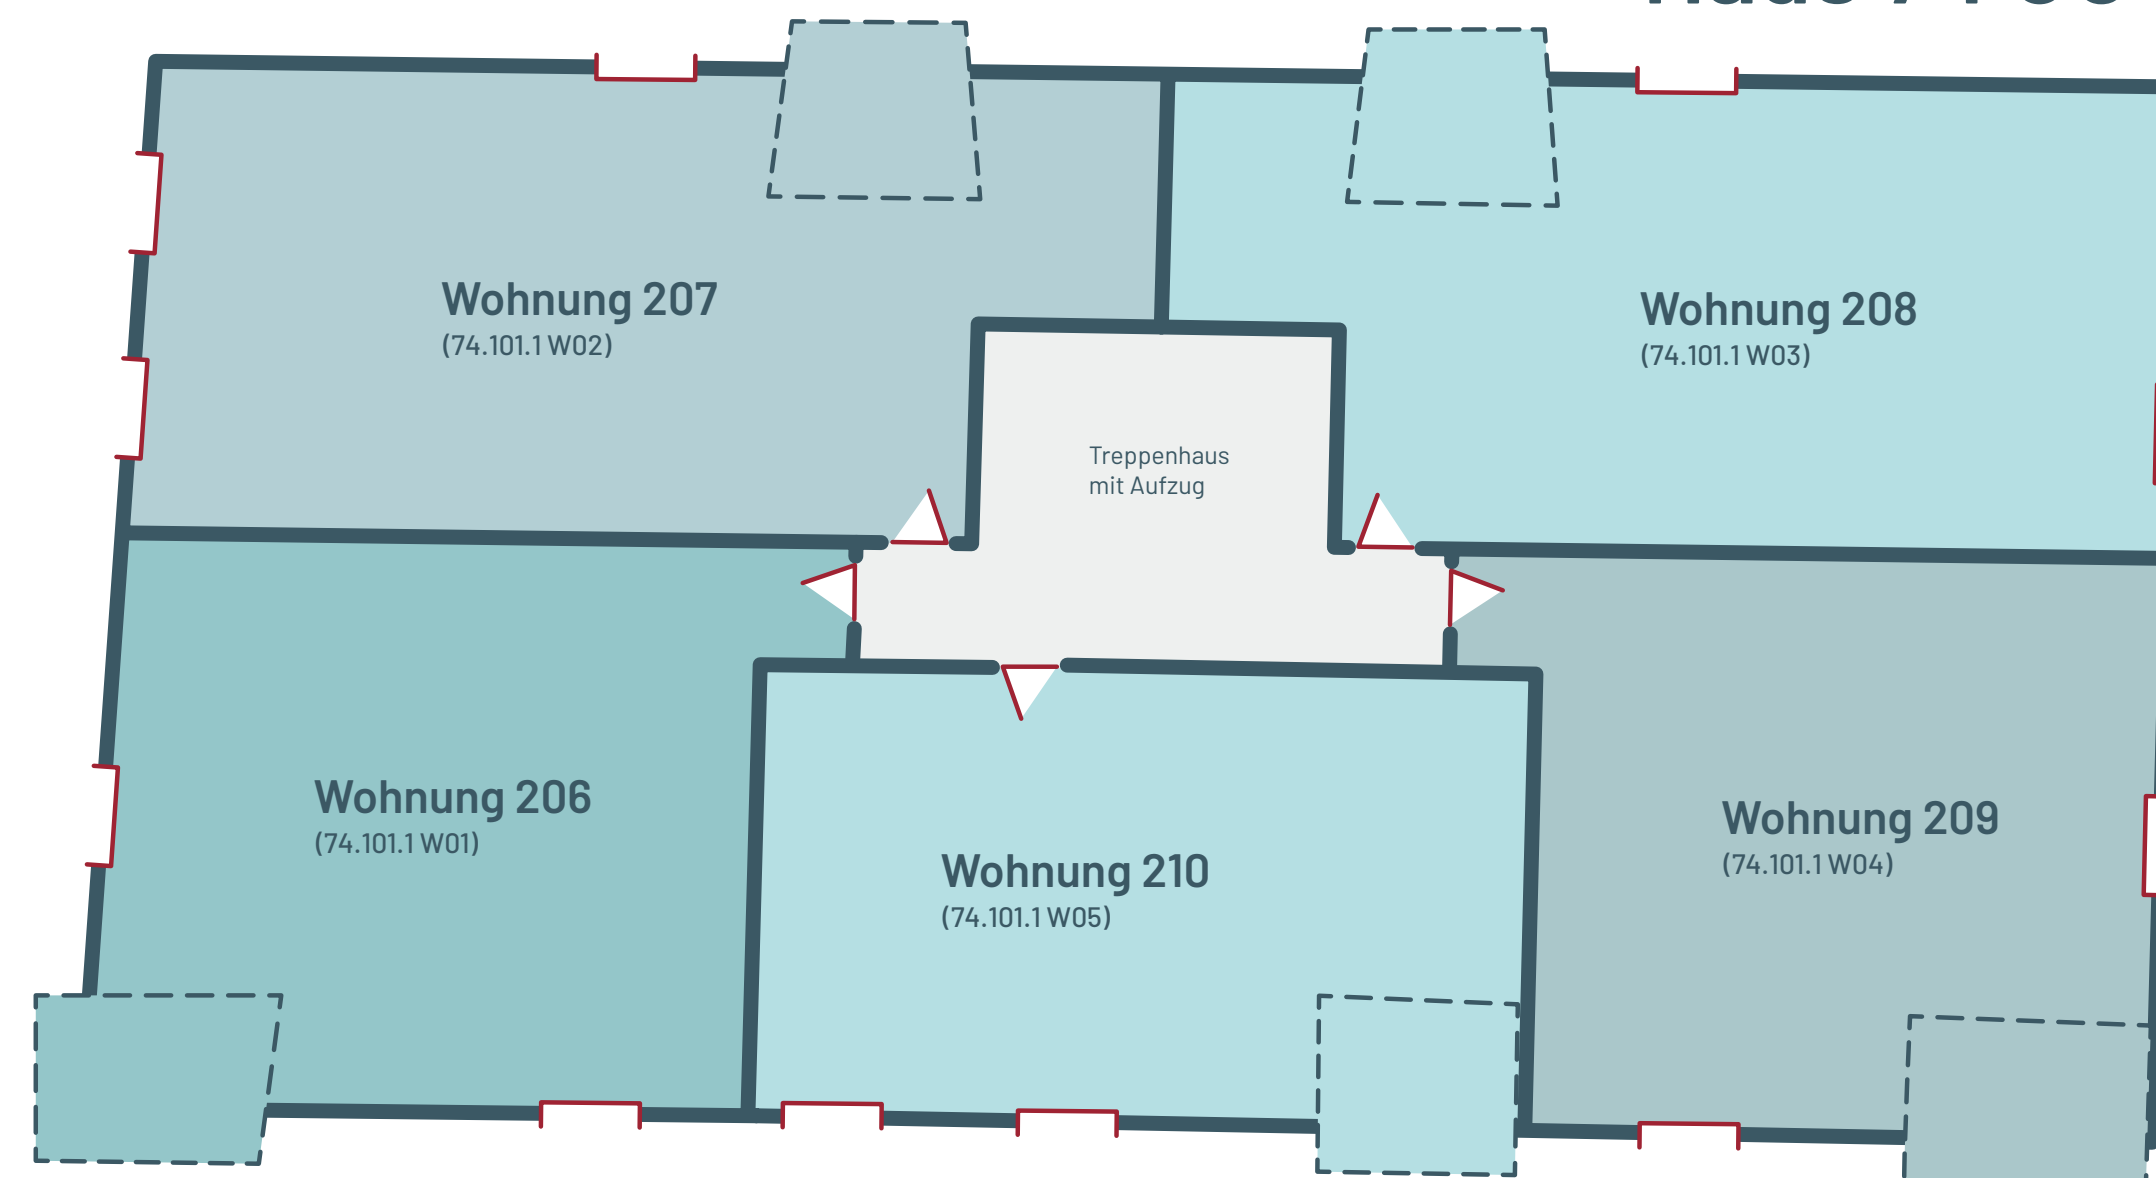 Wohnung 207
(74.101.1 W02)
Wohnung 208
(74.101.1 W03)
Treppenhaus
mit Aufzug
Wohnung 206
(74.101.1 W01)
Wohnung 209
(74.101.1 W04)
Wohnung 210
(74.101.1 W05)